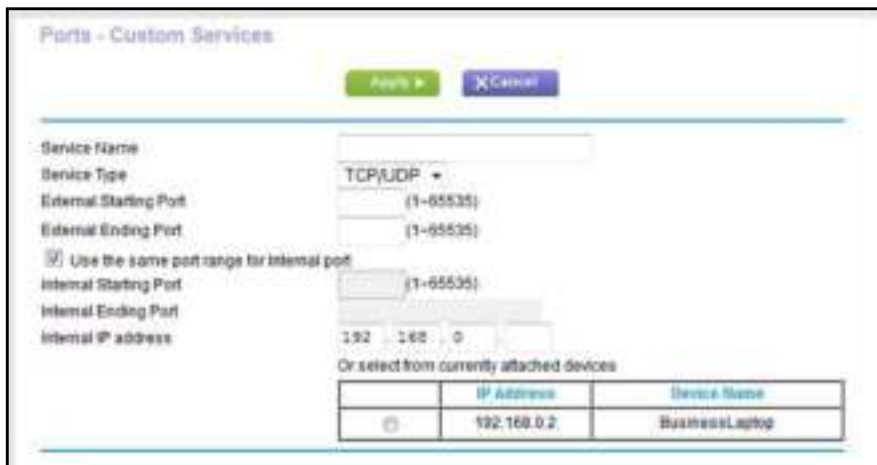 Ports - Custom Services
Apply
X Cancel
Service Name
Service Type TCP/UDP
External Starting Port (1~65535)
External Ending Port (1~65535)
Use the same port range for Internal port
Internal Starting Port (1~65535)
Internal Ending Port
Internal IP address 192 . 168 . 0 .
Or select from currently attached devices
IP Address Device Name
192.168.0.2 BusinessLaptop